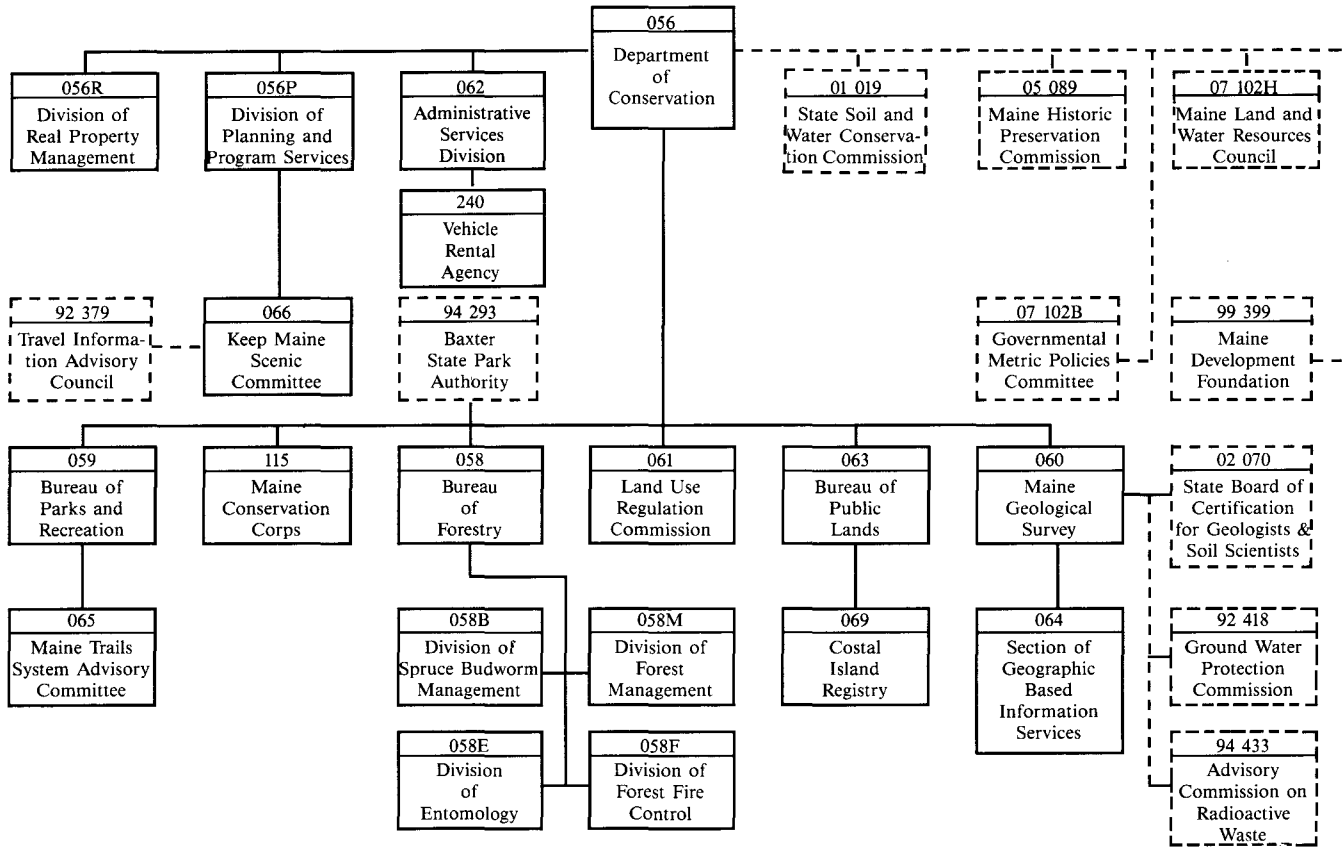 056
Department
of
Conservation
056R
Division of
Real Property
Management
056P
Division of
Planning and
Program Services
062
Administrative
Services
Division
01 019
State Soil and
Water Conserva-
tion Commission
05 089
Maine Historic
Preservation
Commission
07 102H
Maine Land and
Water Resources
Council
240
Vehicle
Rental
Agency
92 379
Travel Informa-
tion Advisory
Council
066
Keep Maine
Scenic
Committee
94 293
Baxter
State Park
Authority
07 102B
Governmental
Metric Policies
Committee
99 399
Maine
Development
Foundation
059
Bureau of
Parks and
Recreation
115
Maine
Conservation
Corps
058
Bureau
of
Forestry
061
Land Use
Regulation
Commission
063
Bureau of
Public
Lands
060
Maine
Geological
Survey
02 070
State Board of
Certification
for Geologists &
Soil Scientists
065
Maine Trails
System Advisory
Committee
058B
Division of
Spruce Budworm
Management
058M
Division of
Forest
Management
069
Costal
Island
Registry
064
Section of
Geographic
Based
Information
Services
92 418
Ground Water
Protection
Commission
058E
Division
of
Entomology
058F
Division of
Forest Fire
Control
94 433
Advisory
Commission on
Radioactive
Waste